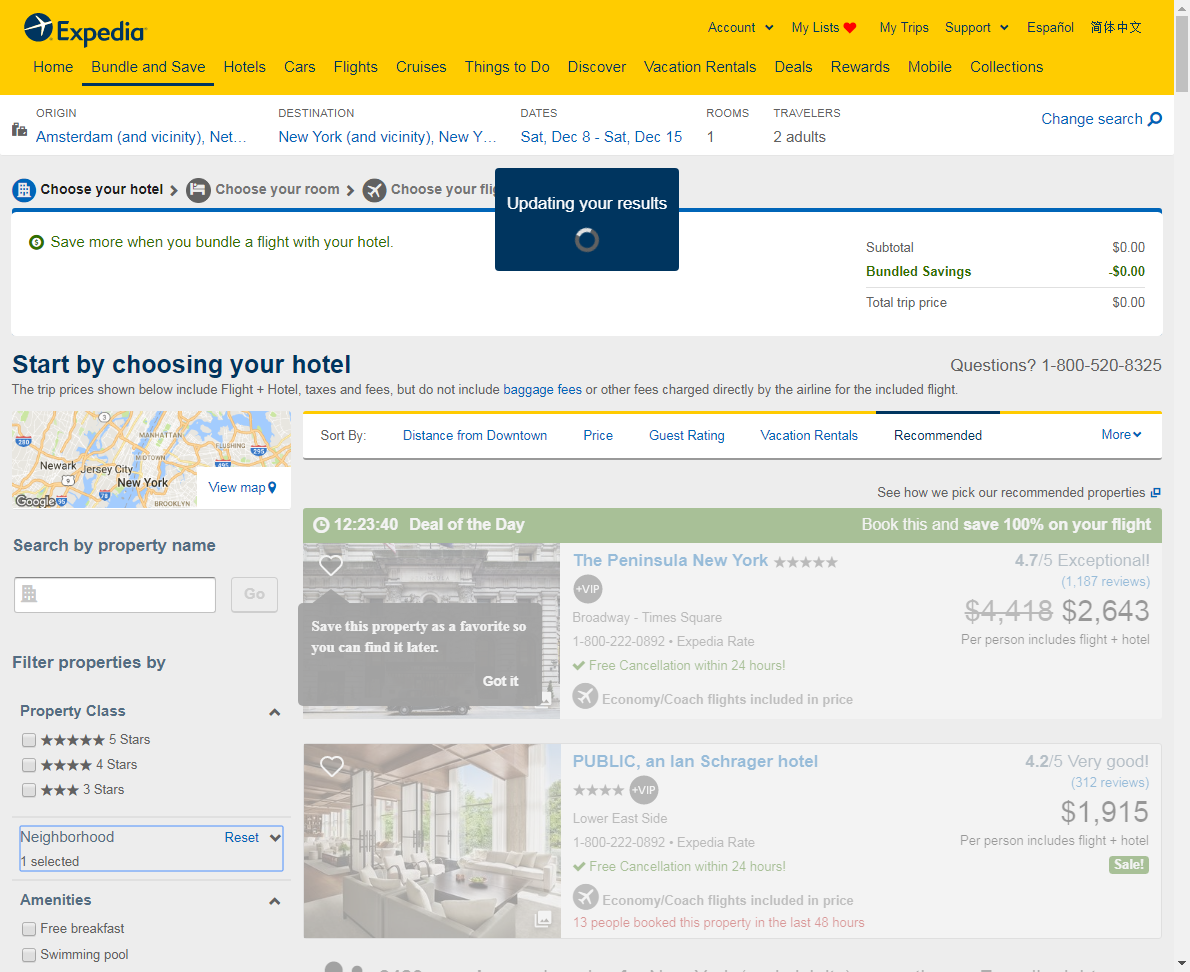 Expedia
Account
My Lists
My Trips
Support
Español
简体中文
Home
Bundle and Save
Hotels
Cars
Flights
Cruises
Things to Do
Discover
Vacation Rentals
Deals
Rewards
Mobile
Collections
ORIGIN
Amsterdam (and vicinity), Net...
DESTINATION
New York (and vicinity), New Y...
DATES
Sat, Dec 8 - Sat, Dec 15
ROOMS
1
TRAVELERS
2 adults
Change search
Choose your hotel
Choose your room
Choose your flig
Updating your results
Save more when you bundle a flight with your hotel.
Subtotal $0.00
Bundled Savings -$0.00
Total trip price $0.00
Start by choosing your hotel
Questions? 1-800-520-8325
The trip prices shown below include Flight + Hotel, taxes and fees, but do not include baggage fees or other fees charged directly by the airline for the included flight.
3
MANHATTAN
280
FLUSHING
295
MIDTOWN
495
Newark
Jersey City
9
New York
78
Google
95
BROOKLYN
View map
Sort By:
Distance from Downtown
Price
Guest Rating
Vacation Rentals
Recommended
More
See how we pick our recommended properties
Search by property name
Go
Filter properties by
Property Class
5 Stars
4 Stars
3 Stars
Neighborhood
Reset
1 selected
Amenities
Free breakfast
Swimming pool
12:23:40 Deal of the Day
Book this and save 100% on your flight
Save this property as a favorite so
you can find it later.
Got it
The Peninsula New York
+VIP
Broadway - Times Square
1-800-222-0892 • Expedia Rate
Free Cancellation within 24 hours!
Economy/Coach flights included in price
4.7/5 Exceptional!
(1,187 reviews)
$4,418 $2,643
Per person includes flight + hotel
PUBLIC, an Ian Schrager hotel
+VIP
Lower East Side
1-800-222-0892 • Expedia Rate
Free Cancellation within 24 hours!
Economy/Coach flights included in price
13 people booked this property in the last 48 hours
4.2/5 Very good!
(312 reviews)
$1,915
Per person includes flight + hotel
Sale!